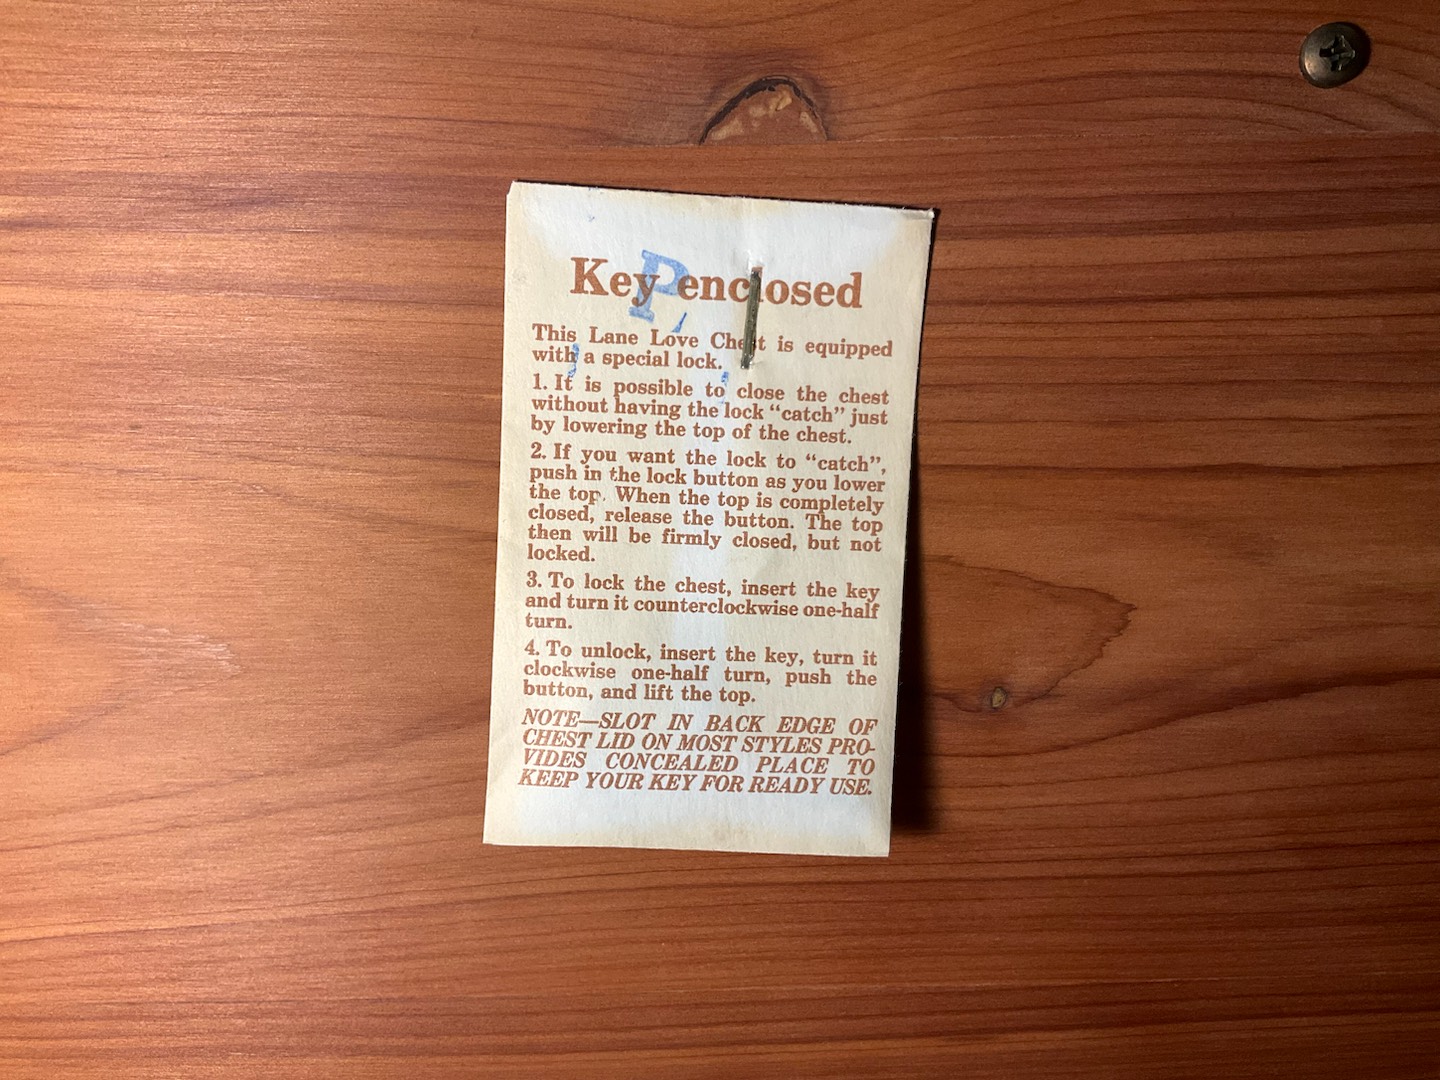 Key enclosed
P
This Lane Love Chest is equipped
with a special lock.
1. It is possible to close the chest
without having the lock “catch” just
by lowering the top of the chest.
2. If you want the lock to “catch”,
push in the lock button as you lower
the top. When the top is completely
closed, release the button. The top
then will be firmly closed, but not
locked.
3. To lock the chest, insert the key
and turn it counterclockwise one-half
turn.
4. To unlock, insert the key, turn it
clockwise one-half turn, push the
button, and lift the top.
NOTE—SLOT IN BACK EDGE OF
CHEST LID ON MOST STYLES PRO-
VIDES CONCEALED PLACE TO
KEEP YOUR KEY FOR READY USE.